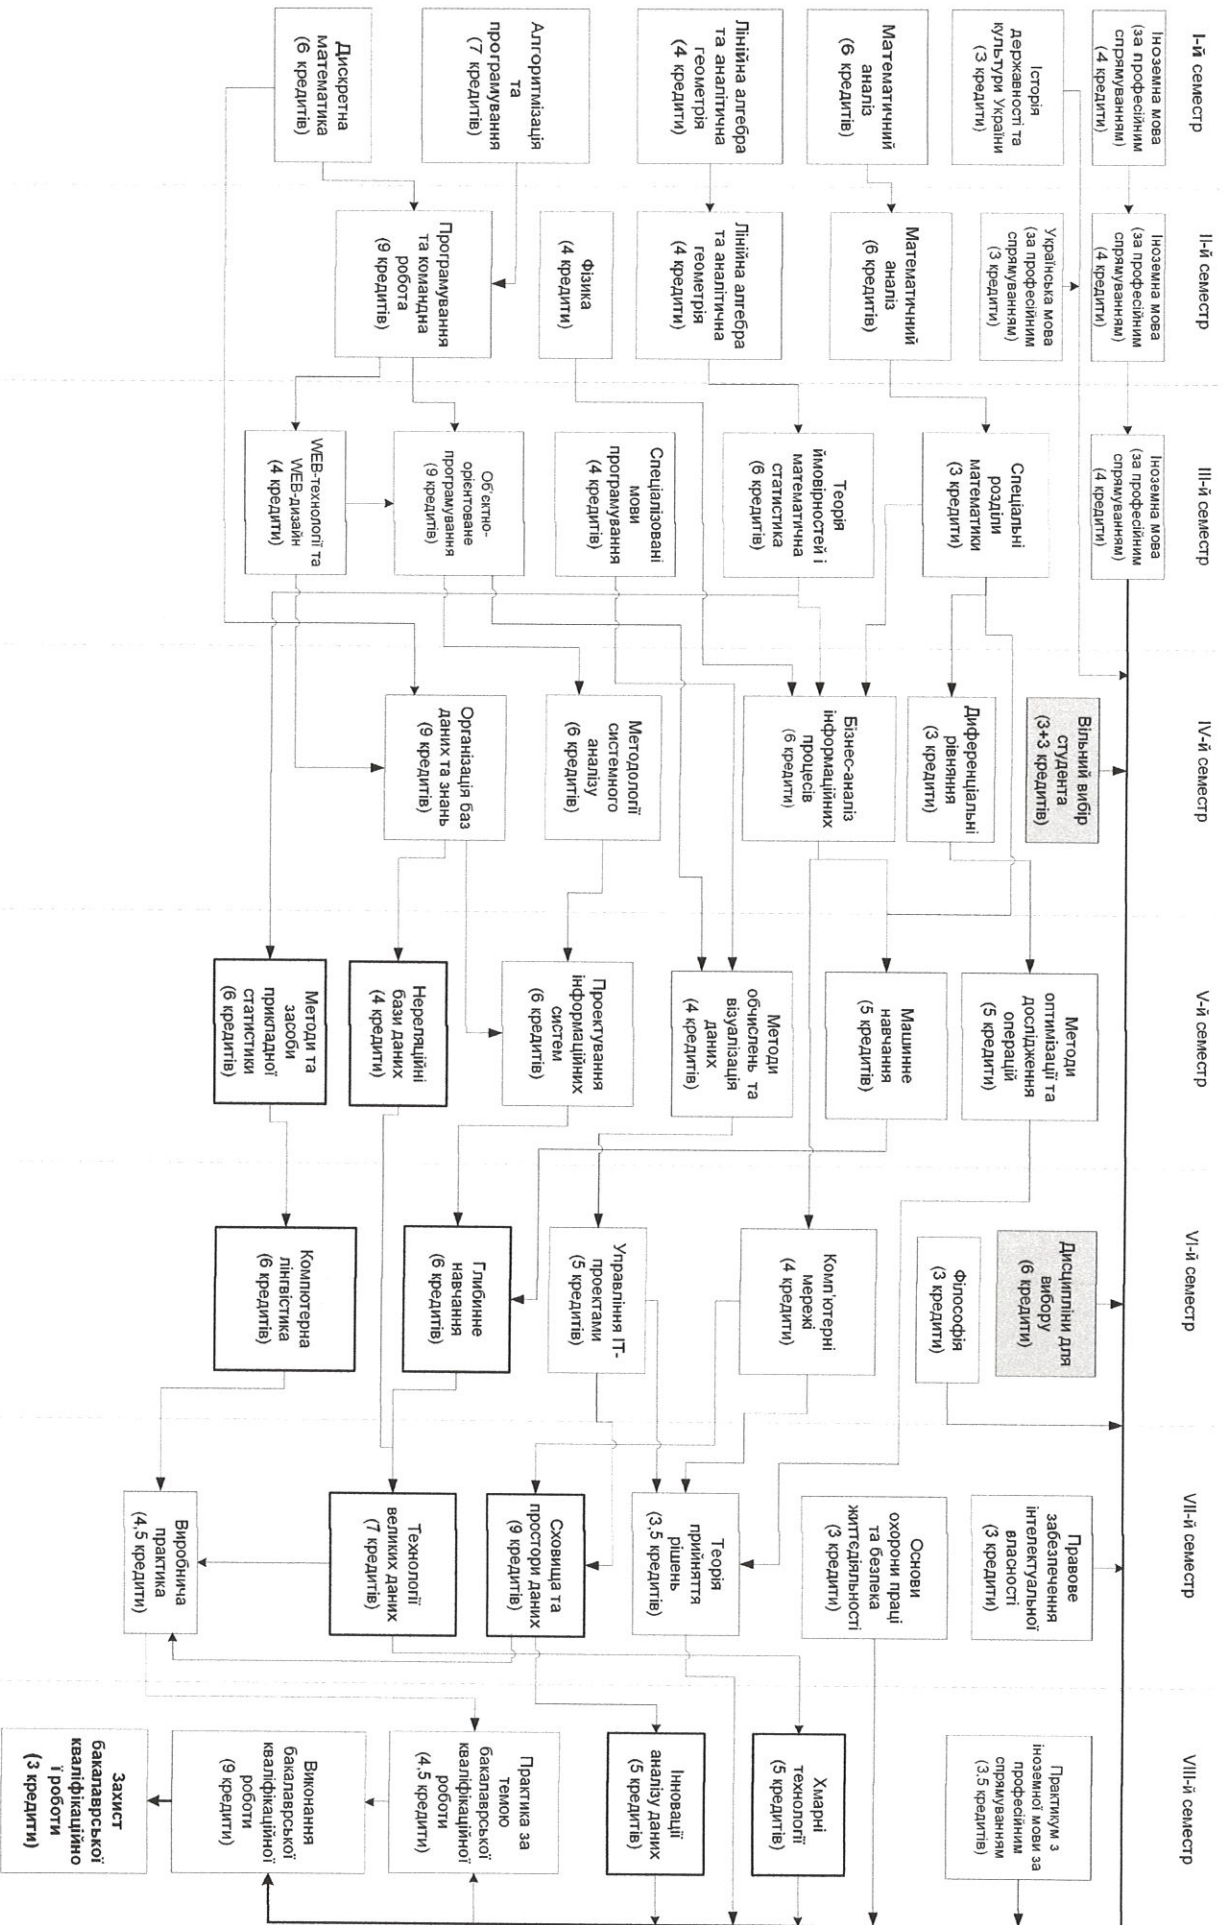 I-й семестр
Іноземна мова
(за професійним
спрямуванням)
(4 кредити)
Історія
державності та
культури України
(3 кредити)
Математичний
аналіз
(6 кредитів)
Лінійна алгебра
та аналітична
геометрія
(4 кредити)
Алгоритмізація
та
програмування
(7 кредитів)
Дискретна
математика
(6 кредитів)
II-й семестр
Іноземна мова
(за професійним
спрямуванням)
(4 кредити)
Українська мова
(за професійним
спрямуванням)
(3 кредити)
Математичний
аналіз
(6 кредитів)
Лінійна алгебра
та аналітична
геометрія
(4 кредити)
Фізика
(4 кредити)
Програмування
та командна
робота
(9 кредитів)
III-й семестр
Іноземна мова
(за професійним
спрямуванням)
(4 кредити)
Спеціальні
розділи
математики
(3 кредити)
Теорія
ймовірностей і
математична
статистика
(6 кредитів)
Спеціалізовані
мови
програмування
(4 кредитів)
Об'єктно-
орієнтоване
програмування
(9 кредитів)
WEB-технології та
WEB-дизайн
(4 кредити)
IV-й семестр
Вільний вибір
студента
(3+3 кредитів)
Диференціальні
рівняння
(3 кредитів)
Бізнес-аналіз
інформаційних
процесів
(6 кредити)
Методології
системного
аналізу
(6 кредитів)
Організація баз
даних та знань
(9 кредитів)
V-й семестр
Методи
оптимізації та
дослідження
операцій
(5 кредити)
Машинне
навчання
(5 кредитів)
Методи
обчислень та
візуалізація
даних
(4 кредитів)
Проектування
інформаційних
систем
(6 кредитів)
Нереляційні
бази даних
(4 кредитів)
Методи та
засоби
прикладної
статистики
(6 кредитів)
VI-й семестр
Дисципліни для
вибору
(6 кредити)
Філософія
(3 кредити)
Комп'ютерні
мережі
(4 кредити)
Управління ІТ-
проектами
(5 кредитів)
Глибинне
навчання
(6 кредитів)
Компютерна
лінгвістика
(6 кредитів)
VII-й семестр
Правове
забезпечення
інтелектуальної
власності
(3 кредити)
Основи
охорони праці
та безпека
життєдіяльності
(3 кредити)
Теорія
прийняття
рішень
(3,5 кредитів)
Сховища та
простори даних
(9 кредитів)
Технології
великих даних
(7 кредитів)
Виробнича
практика
(4,5 кредити)
VIII-й семестр
Практикум з
іноземної мови за
професійним
спрямуванням
(3,5 кредитів)
Хмарні
технології
(5 кредитів)
Інновації
аналізу даних
(5 кредитів)
Практика за
темою
бакалаврської
кваліфікаційної
роботи
(4,5 кредити)
Виконання
бакалаврської
кваліфікаційної
роботи
(9 кредитів)
Захист
бакалаврської
кваліфікаційно
ї роботи
(3 кредити)